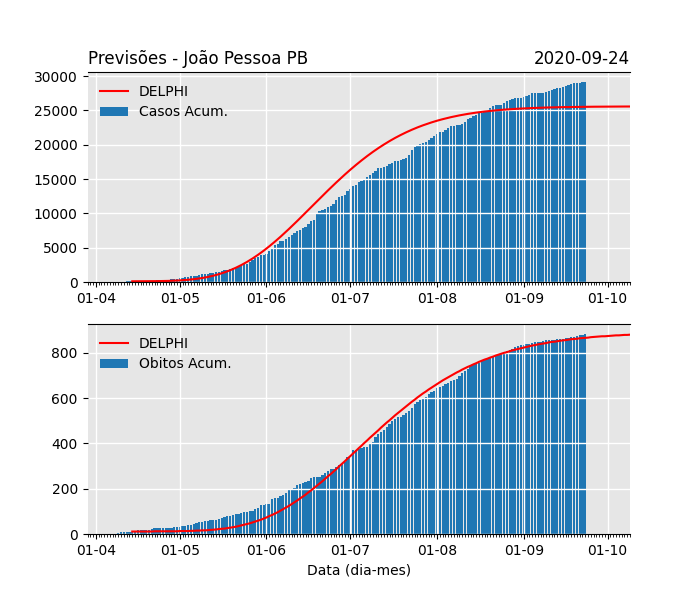 Previsões - João Pessoa PB 2020-09-24
30000
25000
20000
15000
10000
5000
0
DELPHI
Casos Acum.
01-04 01-05 01-06 01-07 01-08 01-09 01-10
800
600
400
200
0
DELPHI
Obitos Acum.
01-04 01-05 01-06 01-07 01-08 01-09 01-10
Data (dia-mes)